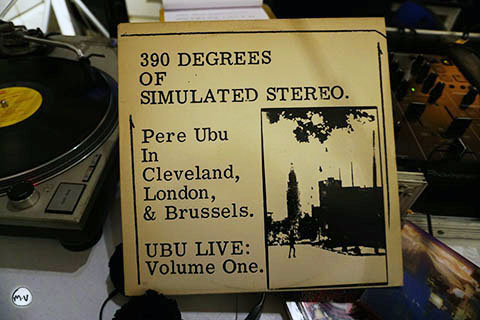 390 DEGREES
OF
SIMULATED STEREO.
Pere Ubu
In
Cleveland,
London,
& Brussels.
UBU LIVE:
Volume One.